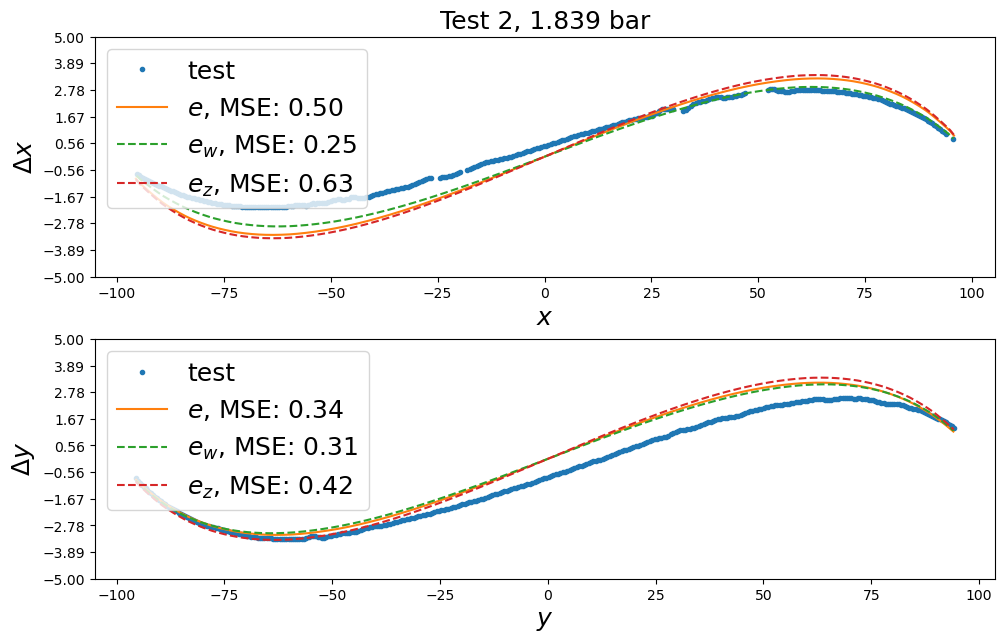 Test 2, 1.839 bar
5.00
3.89
2.78
1.67
0.56
−0.56
−1.67
−2.78
−3.89
−5.00
Δx
test
e, MSE: 0.50
e_w, MSE: 0.25
e_z, MSE: 0.63
−100 −75 −50 −25 0 25 50 75 100
x
5.00
3.89
2.78
1.67
0.56
−0.56
−1.67
−2.78
−3.89
−5.00
Δy
test
e, MSE: 0.34
e_w, MSE: 0.31
e_z, MSE: 0.42
−100 −75 −50 −25 0 25 50 75 100
y